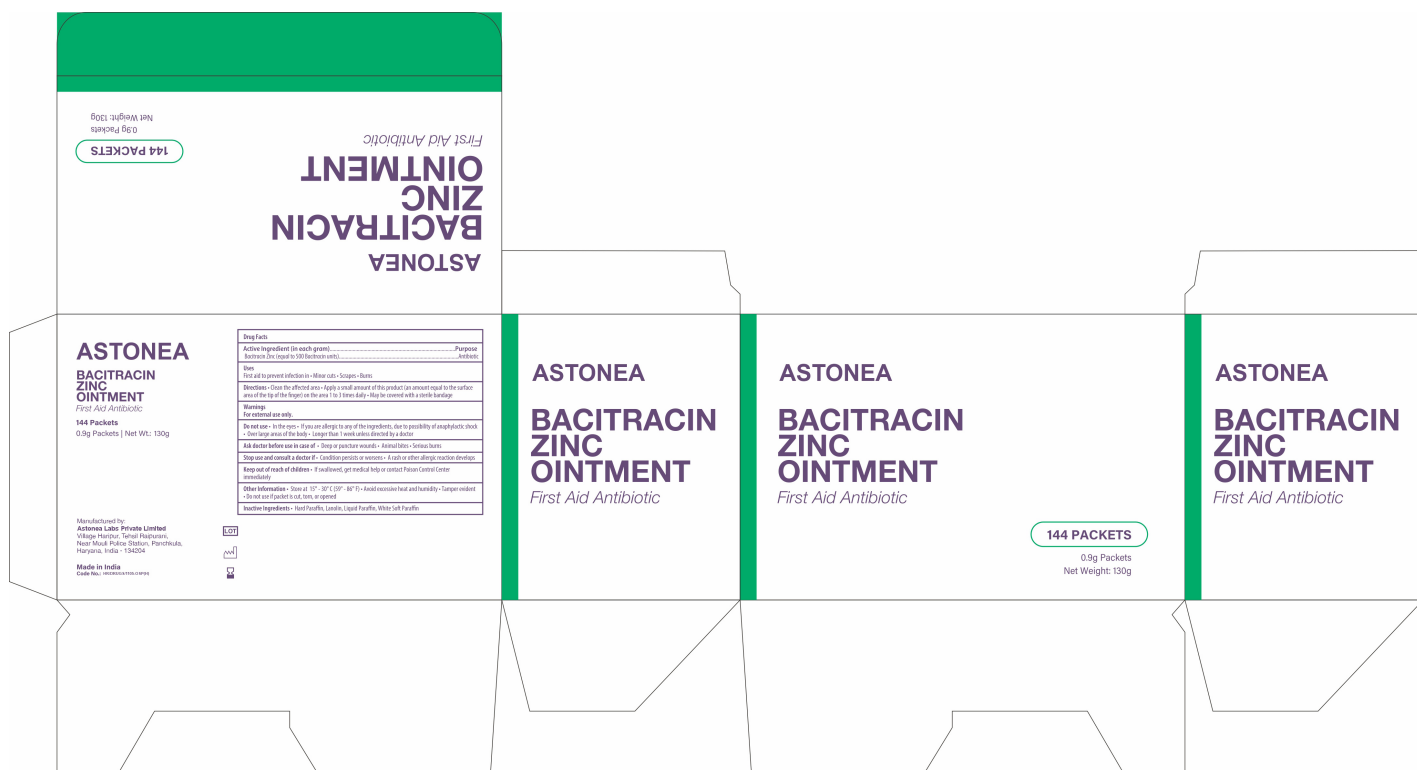 Net Weight: 130g
0.9g Packets
144 PACKETS
ASTONEA
BACITRACIN
ZINC
OINTMENT
First Aid Antibiotic
ASTONEA
BACITRACIN
ZINC
OINTMENT
First Aid Antibiotic
144 Packets
0.9g Packets | Net Wt.: 130g
Manufactured by:
Astonea Labs Private Limited
Village Haripur, Tehsil Raipurani,
Near Mouli Police Station, Panchkula,
Haryana, India - 134204
Made in India
Code No.:
Drug Facts
Active Ingredient (in each gram)..........Purpose
Bactracin Zinc (equal to 500 Bacitracin units)..........Antibiotic
Uses
First aid to prevent infection in • Minor cuts • Scrapes • Burns
Directions • Clean the affected area • Apply a small amount of this product (an amount equal to the surface
area of the tip of the finger) on the area 1 to 3 times daily • May be covered with a sterile bandage
Warnings
For external use only.
Do not use • In the eyes • If you are allergic to any of the ingredients, due to possibility of anaphylactic shock
• Over large areas of the body • Longer than 1 week unless directed by a doctor
Ask doctor before use in case of • Deep or puncture wounds • Animal bites • Serious burns
Stop use and consult a doctor if • Condition persists or worsens • A rash or other allergic reaction develops
Keep out of reach of children • If swallowed, get medical help or contact Poison Control Center
immediately
Other Information • Store at 15° - 30° C (59° - 86° F) • Avoid excessive heat and humidity • Tamper evident
• Do not use if packet is cut, torn, or opened
Inactive Ingredients • Hard Paraffin, Lanolin, Liquid Paraffin, White Soft Paraffin
LOT
ASTONEA
BACITRACIN
ZINC
OINTMENT
First Aid Antibiotic
ASTONEA
BACITRACIN
ZINC
OINTMENT
First Aid Antibiotic
144 PACKETS
0.9g Packets
Net Weight: 130g
ASTONEA
BACITRACIN
ZINC
OINTMENT
First Aid Antibiotic